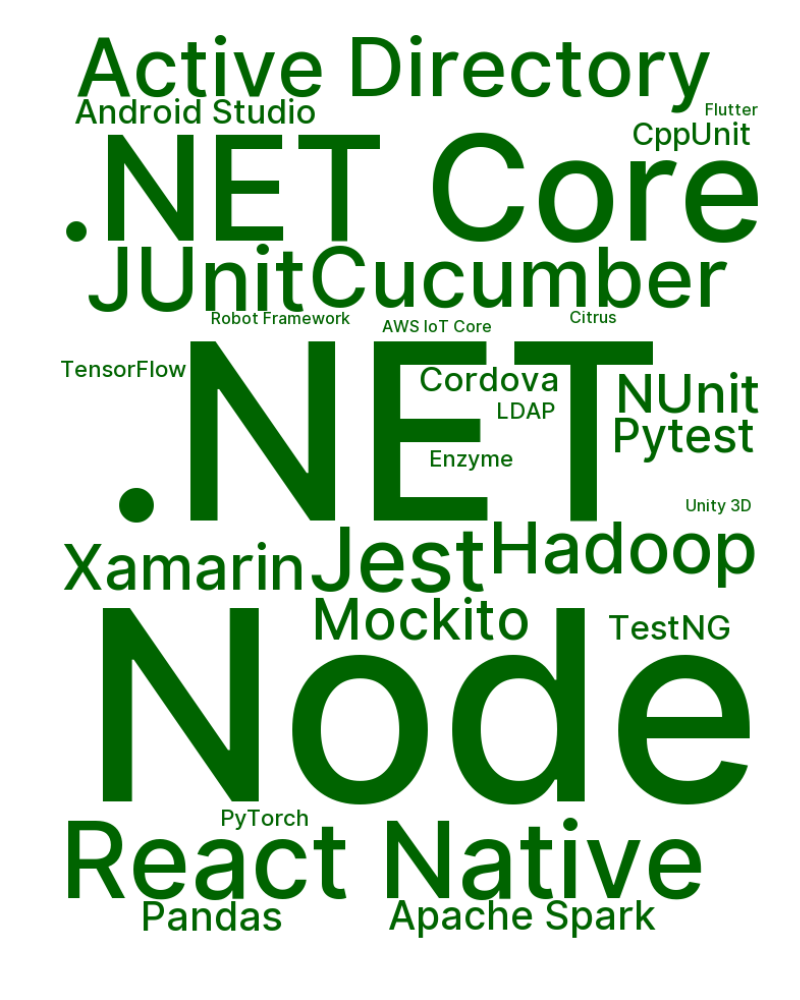 Active Directory
Android Studio
Flutter
CppUnit
.NET Core
JUnit
Cucumber
Robot Framework
AWS IoT Core
Citrus
TensorFlow
.NET
Cordova
LDAP
NUnit
Pytest
Enzyme
Unity 3D
Xamarin
Jest
Hadoop
Mockito
TestNG
Node
PyTorch
React Native
Pandas
Apache Spark